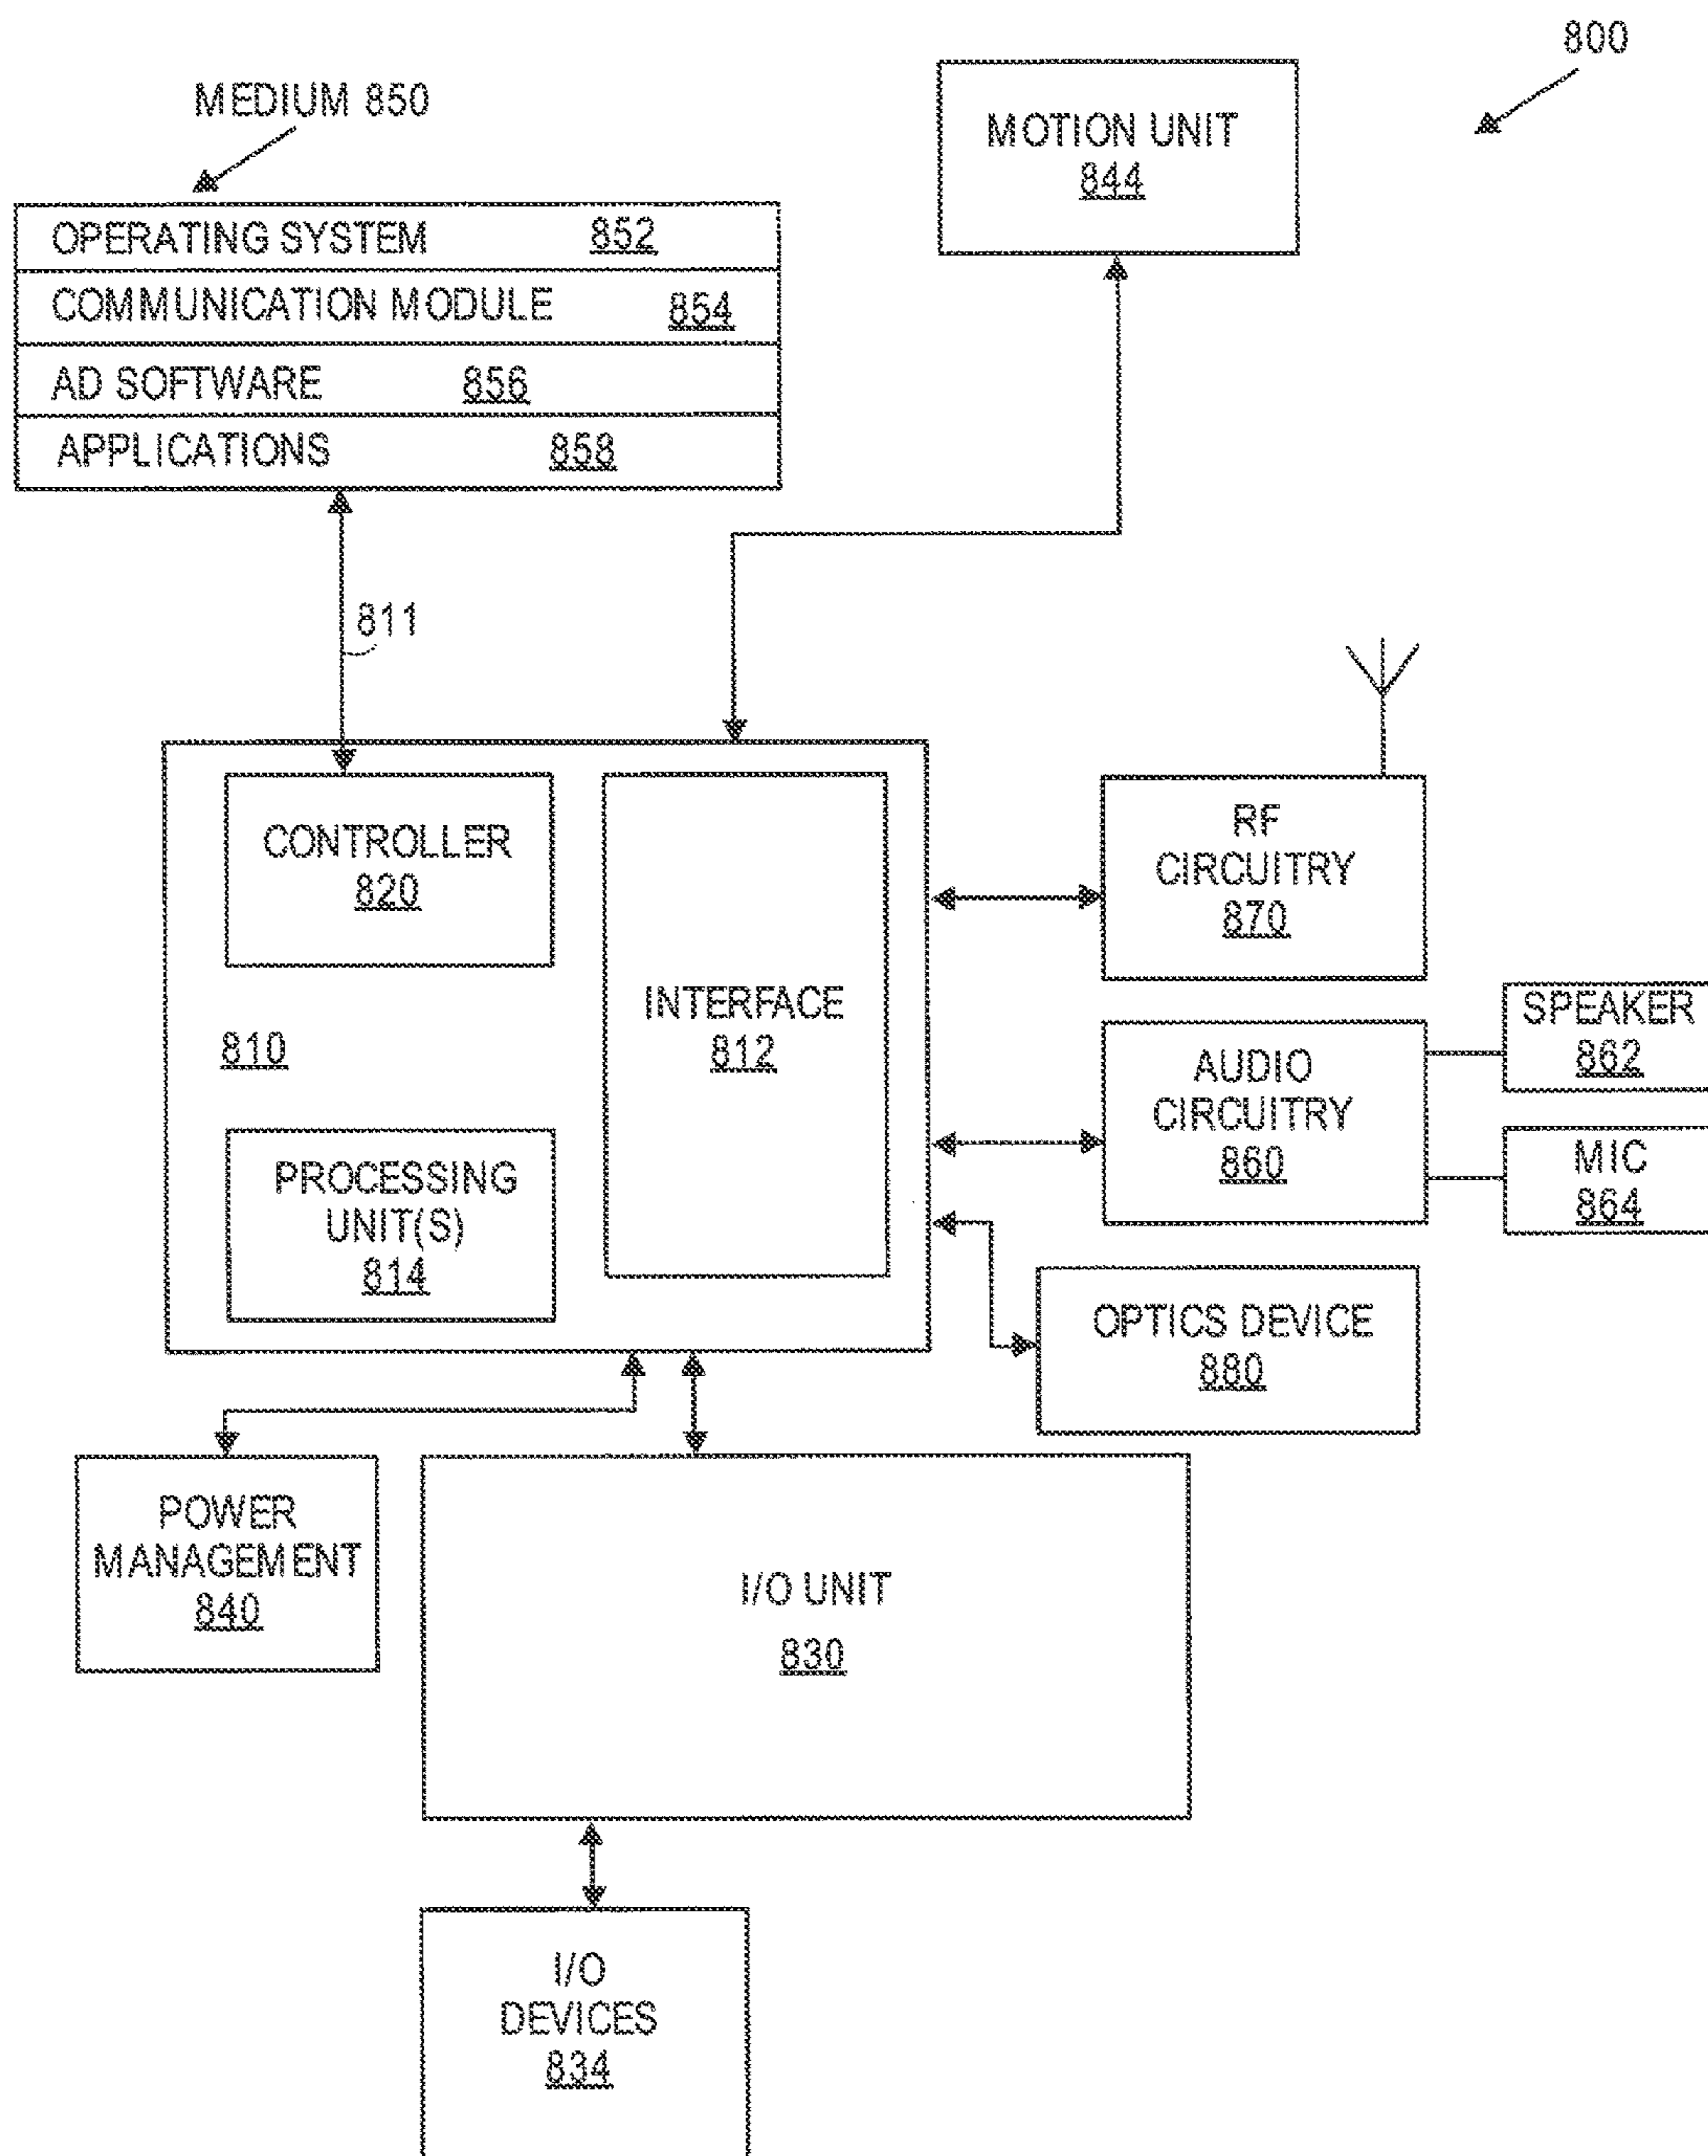 800
MEDIUM 850
MOTION UNIT
844
OPERATING SYSTEM 852
COMMUNICATION MODULE 854
AD SOFTWARE 856
APPLICATIONS 858
811
CONTROLLER
820
INTERFACE
812
810
PROCESSING
UNIT(S)
814
RF
CIRCUITRY
870
AUDIO
CIRCUITRY
860
SPEAKER
862
MIC
864
OPTICS DEVICE
880
POWER
MANAGEMENT
840
I/O UNIT
830
I/O
DEVICES
834